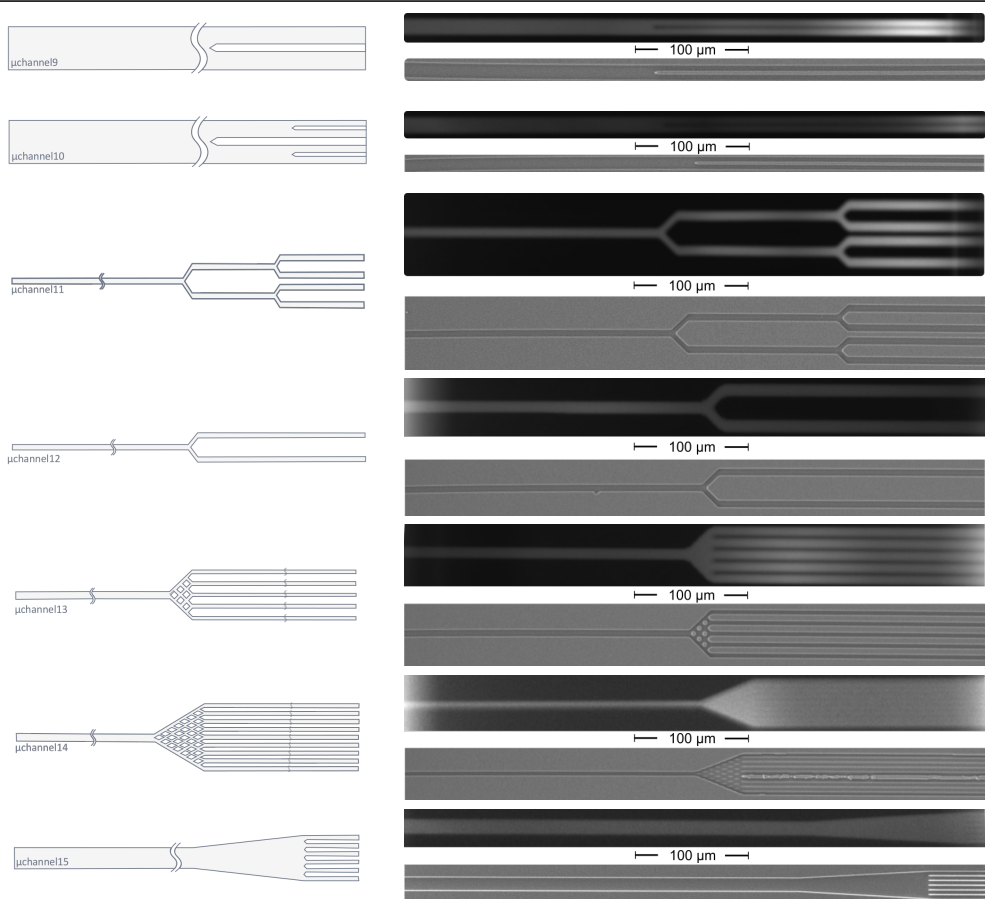 100 µm
µchannel9
100 µm
µchannel10
100 µm
µchannel11
100 µm
µchannel12
100 µm
µchannel13
100 µm
µchannel14
100 µm
µchannel15